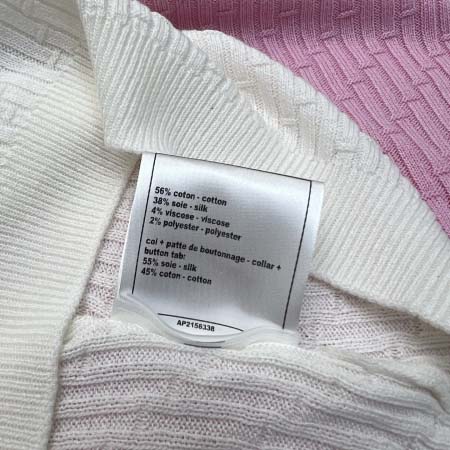 56% coton - cotton
38% soie - silk
4% viscose - viscose
2% polyester - polyester
col + patte de boutonnage - collar +
button tab:
55% soie - silk
45% coton - cotton
AP2156338